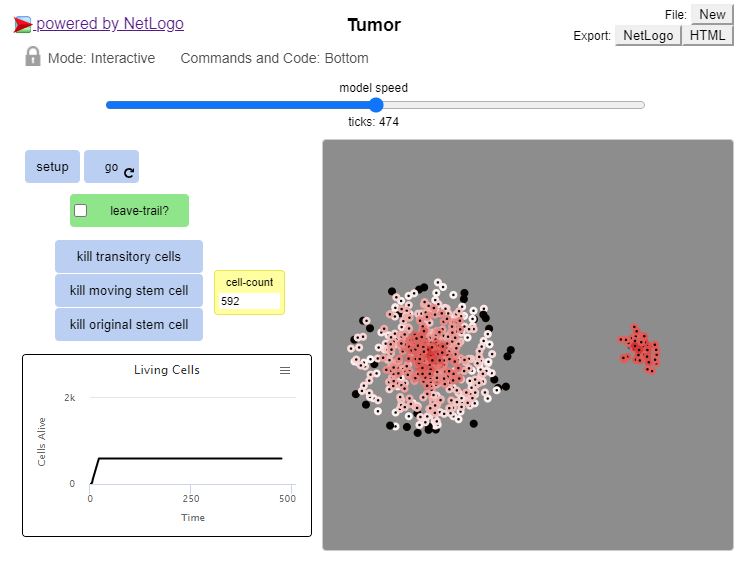 powered by NetLogo
Tumor
File: New
Export: NetLogo HTML
Mode: Interactive Commands and Code: Bottom
model speed
ticks: 474
setup
go
leave-trail?
kill transitory cells
kill moving stem cell
kill original stem cell
cell-count
592
Living Cells
Cells Alive
2k
0
0 250 500
Time